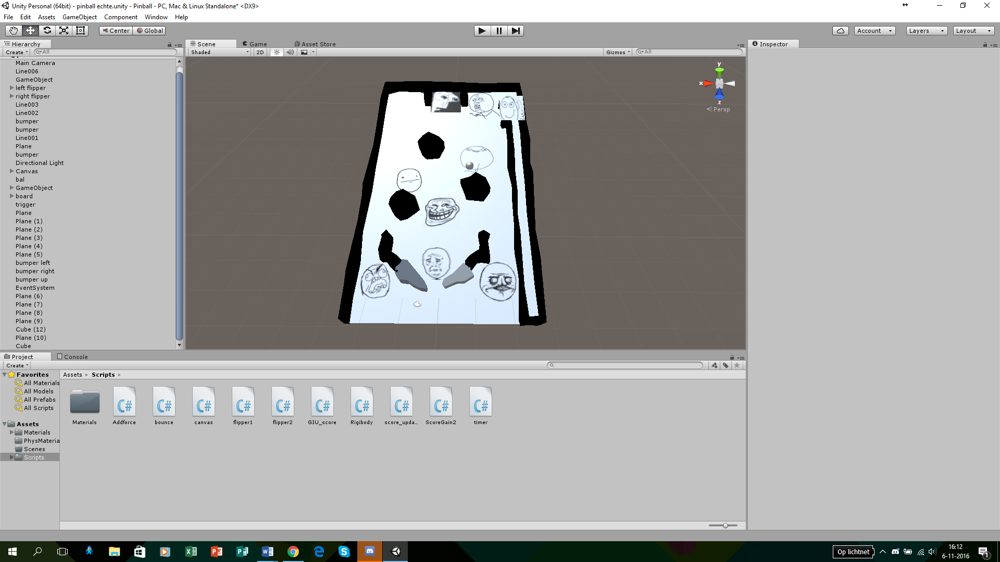 Unity Personal (64bit) - pinball echte.unity - Pinball - PC, Mac & Linux Standalone* <DX9>
File Edit Assets GameObject Component Window Help
Center Global
Account Layers Layout
Hierarchy
Create All
Main Camera
Line006
GameObject
left flipper
right flipper
Line003
Line002
bumper
bumper
Line001
Plane
bumper
Directional Light
Canvas
bal
GameObject
board
trigger
Plane
Plane (1)
Plane (2)
Plane (3)
Plane (4)
Plane (5)
bumper left
bumper right
bumper up
EventSystem
Plane (6)
Plane (7)
Plane (8)
Plane (9)
Cube (12)
Plane (10)
Cube
Scene Game Asset Store
Shaded 2D Gizmos All
y
x
z
Persp
Inspector
Project Console
Create
Favorites
All Materials
All Models
All Prefabs
All Scripts
Assets
Materials
PhysMateria
Scenes
Scripts
Assets Scripts
Materials Addforce bounce canvas flipper1 flipper2 GIU_score Rigibody score_upda... ScoreGain2 timer
C# C# C# C# C# C# C# C# C# C#
Op lichtnet
16:12
6-11-2016
1